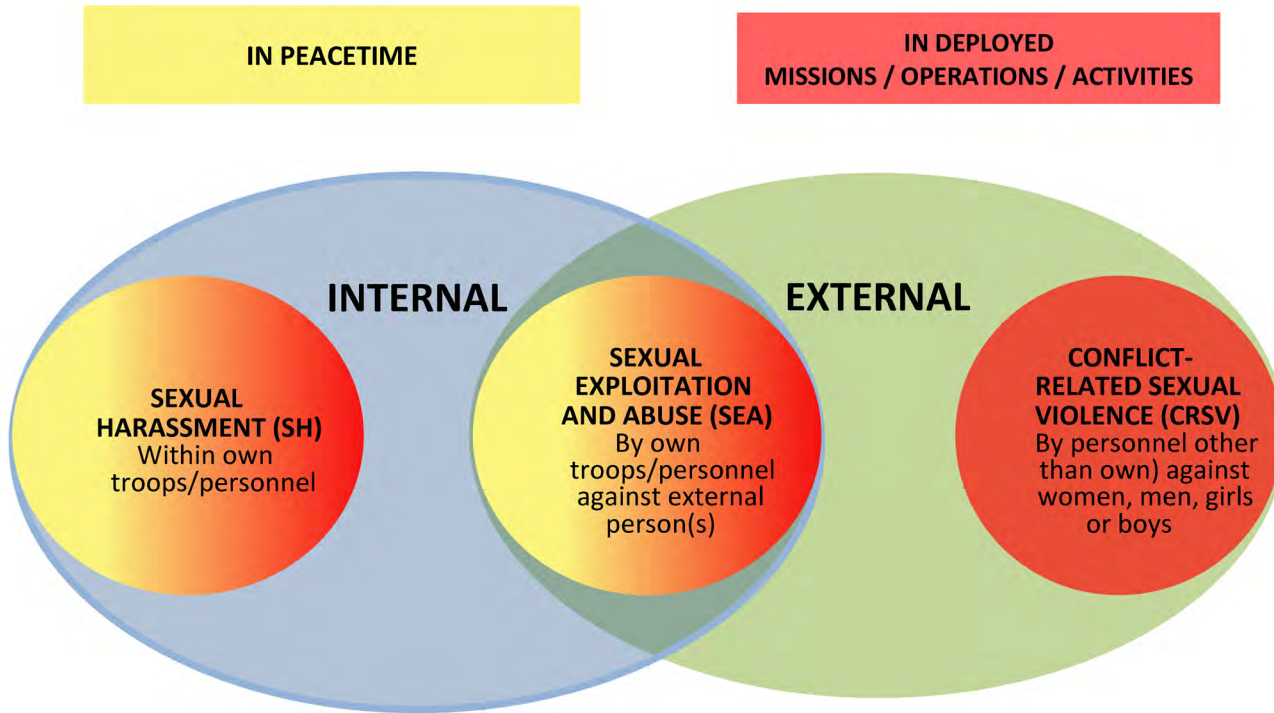 IN PEACETIME
IN DEPLOYED
MISSIONS / OPERATIONS / ACTIVITIES
INTERNAL
EXTERNAL
SEXUAL
HARASSMENT (SH)
Within own
troops/personnel
SEXUAL
EXPLOITATION
AND ABUSE (SEA)
By own
troops/personnel
against external
person(s)
CONFLICT-
RELATED SEXUAL
VIOLENCE (CRSV)
By personnel other
than own) against
women, men, girls
or boys